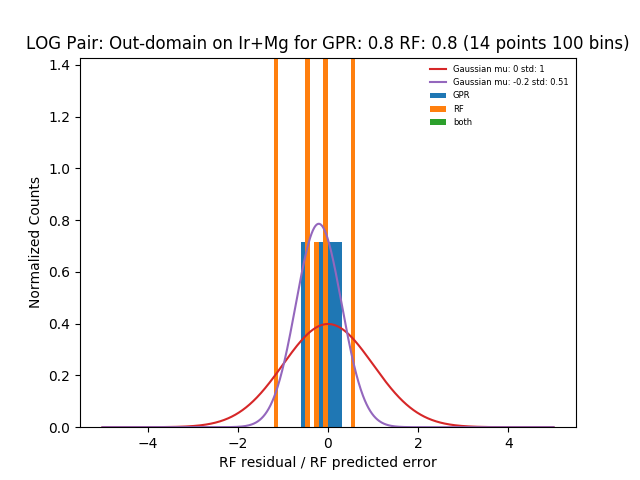 LOG Pair: Out-domain on Ir+Mg for GPR: 0.8 RF: 0.8 (14 points 100 bins)
Gaussian mu: 0 std: 1
Gaussian mu: -0.2 std: 0.51
GPR
RF
both
Normalized Counts
1.4
1.2
1.0
0.8
0.6
0.4
0.2
0.0
−4 −2 0 2 4
RF residual / RF predicted error